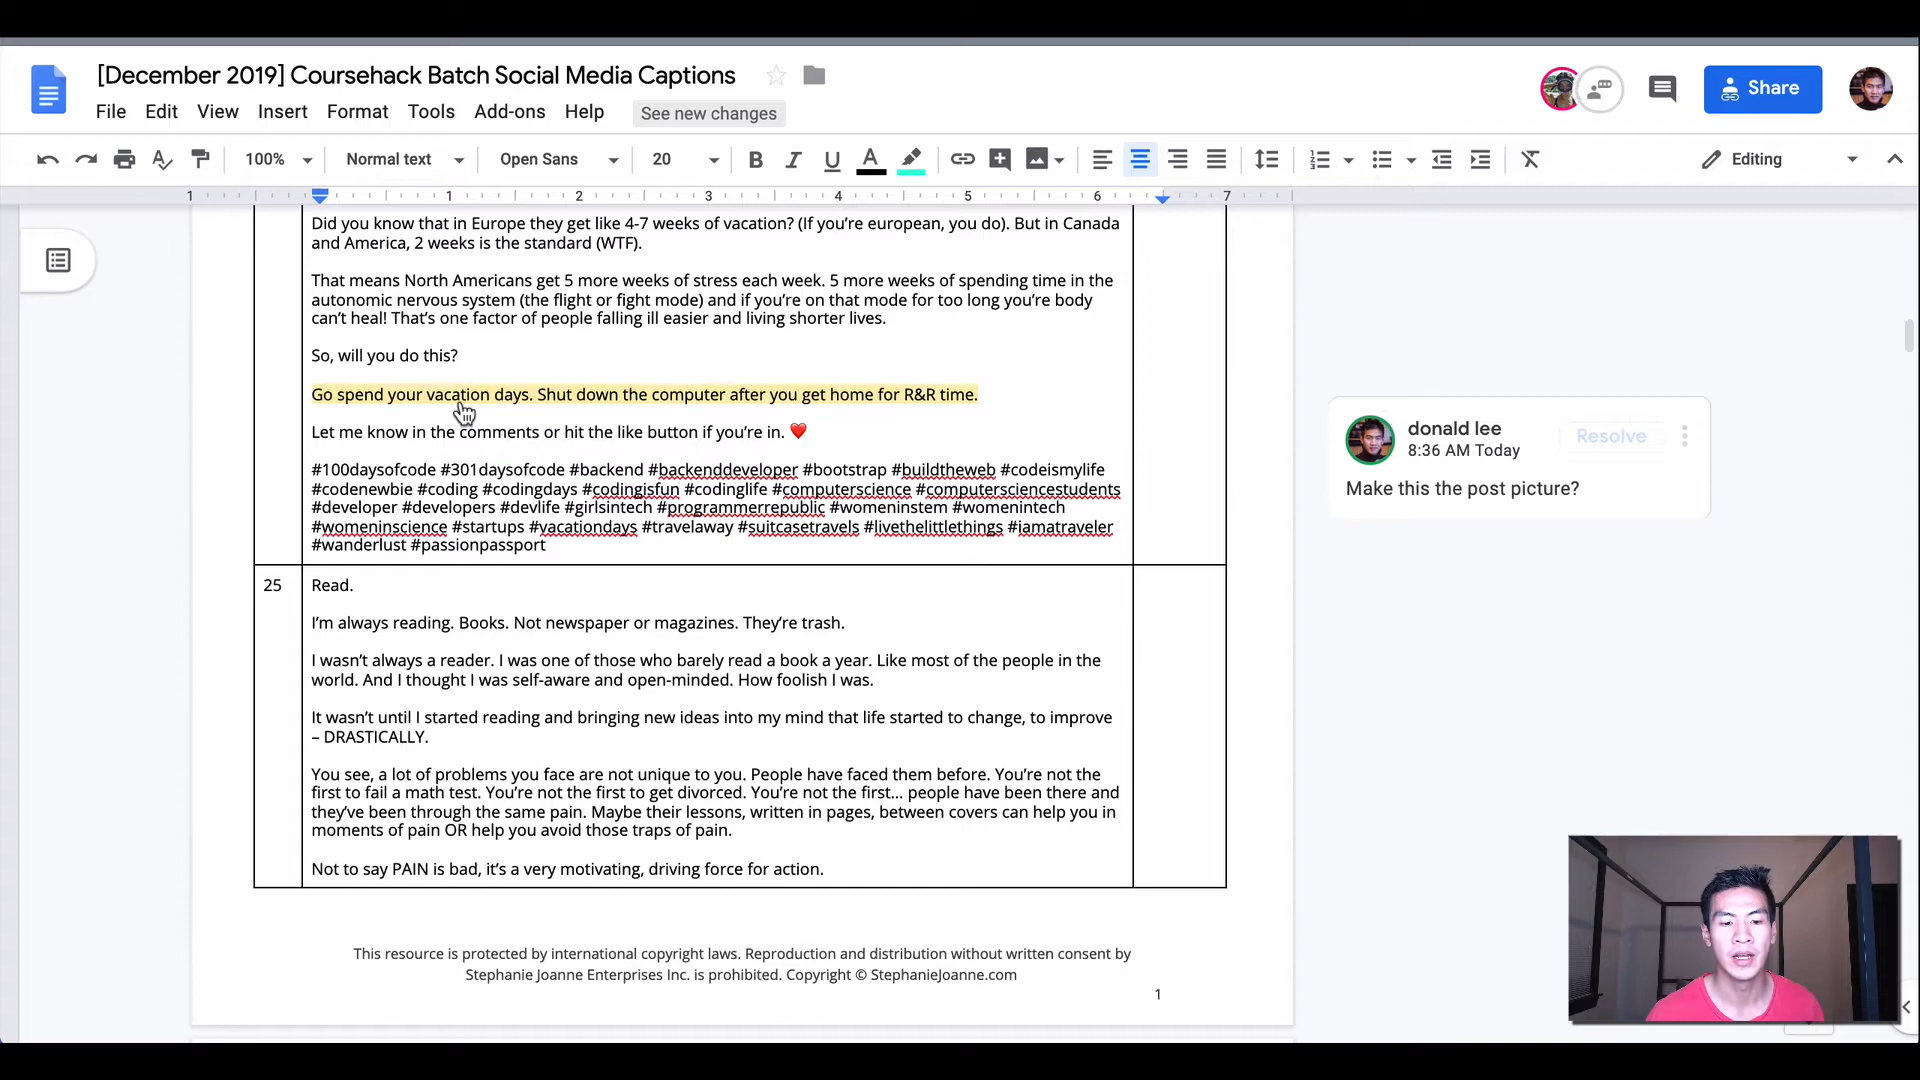 [December 2019] Coursehack Batch Social Media Captions
Share
File Edit View Insert Format Tools Add-ons Help See new changes
100% Normal text Open Sans 20 B I U A Editing
1 1 2 3 4 5 6 7
Did you know that in Europe they get like 4-7 weeks of vacation? (If you’re european, you do). But in Canada
and America, 2 weeks is the standard (WTF).
That means North Americans get 5 more weeks of stress each week. 5 more weeks of spending time in the
autonomic nervous system (the flight or fight mode) and if you’re on that mode for too long you’re body
can’t heal! That’s one factor of people falling ill easier and living shorter lives.
So, will you do this?
Go spend your vacation days. Shut down the computer after you get home for R&R time.
Let me know in the comments or hit the like button if you’re in. ❤️
#100daysofcode #301daysofcode #backend #backenddeveloper #bootstrap #buildtheweb #codeismylife
#codenewbie #coding #codingdays #codingisfun #codinglife #computerscience #computersciencestudents
#developer #developers #devlife #girlsintech #programmerrepublic #womeninstem #womenintech
#womeninscience #startups #vacationdays #travelaway #suitcasetravels #livethelittlethings #iamatraveler
#wanderlust #passionpassport
donald lee
Resolve
8:36 AM Today
Make this the post picture?
25 Read.
I’m always reading. Books. Not newspaper or magazines. They’re trash.
I wasn’t always a reader. I was one of those who barely read a book a year. Like most of the people in the
world. And I thought I was self-aware and open-minded. How foolish I was.
It wasn’t until I started reading and bringing new ideas into my mind that life started to change, to improve
– DRASTICALLY.
You see, a lot of problems you face are not unique to you. People have faced them before. You’re not the
first to fail a math test. You’re not the first to get divorced. You’re not the first... people have been there and
they’ve been through the same pain. Maybe their lessons, written in pages, between covers can help you in
moments of pain OR help you avoid those traps of pain.
Not to say PAIN is bad, it’s a very motivating, driving force for action.
This resource is protected by international copyright laws. Reproduction and distribution without written consent by
Stephanie Joanne Enterprises Inc. is prohibited. Copyright © StephanieJoanne.com
1